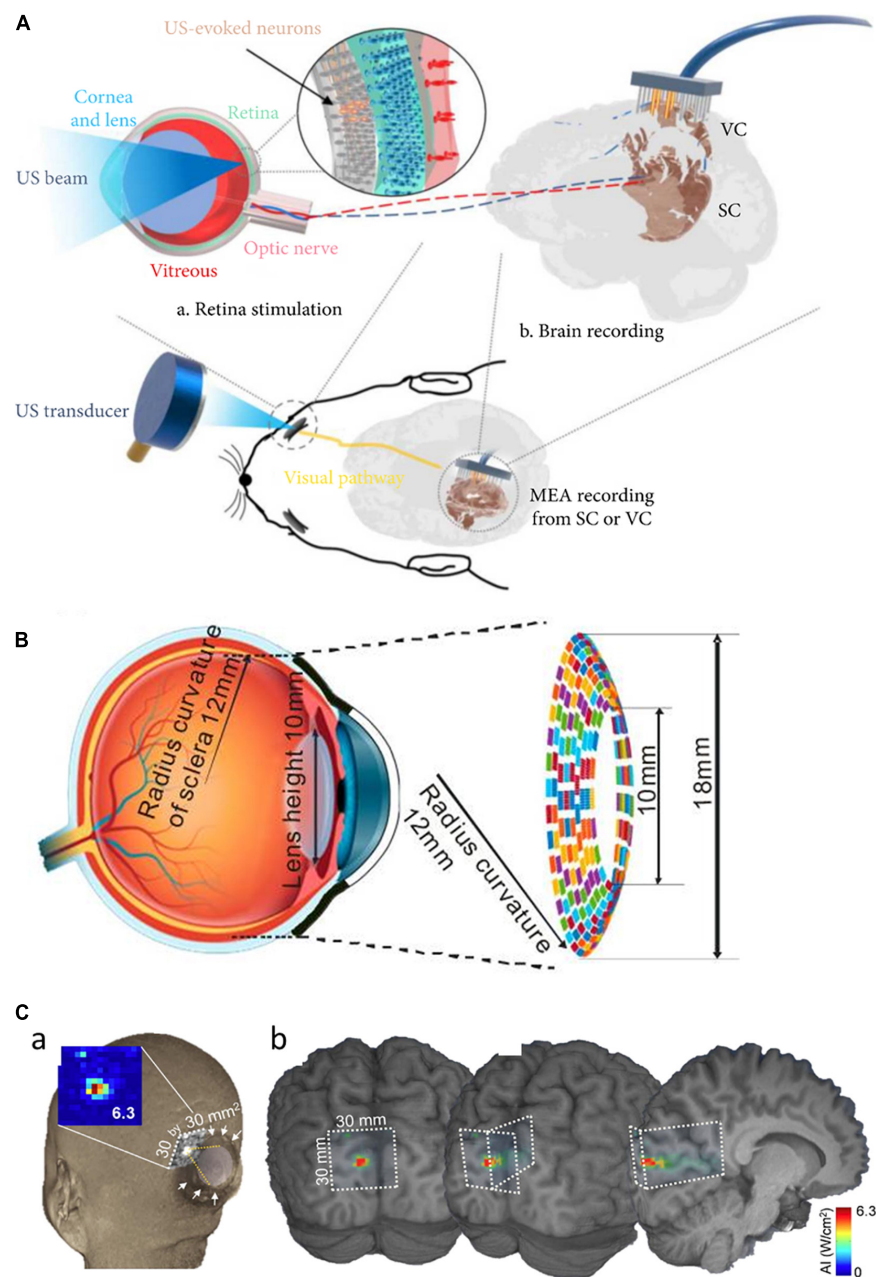 A
US-evoked neurons
Cornea
and lens
Retina
US beam
VC
SC
Optic nerve
Vitreous
a. Retina stimulation
b. Brain recording
US transducer
Visual pathway
MEA recording
from SC or VC
B
Radius curvature
of sclera 12mm
Lens height 10mm
Radius curvature
12mm
10mm
18mm
C
a
6.3
30 by 30 mm²
b
30 mm
30 mm
AI (W/cm²)
6.3
0